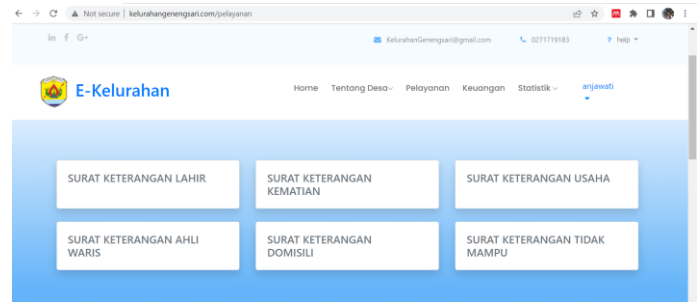 Not secure | kelurahangenengsari.com/pelayanan
in f G+ KelurahanGenengsari@gmail.com 0271719183 ? help
E-Kelurahan Home Tentang Desa Pelayanan Keuangan Statistik anjawati
SURAT KETERANGAN LAHIR
SURAT KETERANGAN
KEMATIAN
SURAT KETERANGAN USAHA
SURAT KETERANGAN AHLI
WARIS
SURAT KETERANGAN
DOMISILI
SURAT KETERANGAN TIDAK
MAMPU